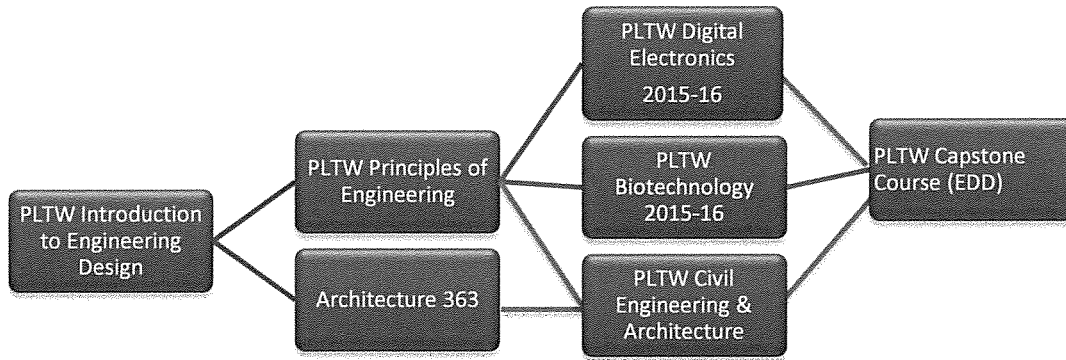 PLTW Introduction
to Engineering
Design
PLTW Principles of
Engineering
Architecture 363
PLTW Digital
Electronics
2015-16
PLTW
Biotechnology
2015-16
PLTW Civil
Engineering &
Architecture
PLTW Capstone
Course (EDD)